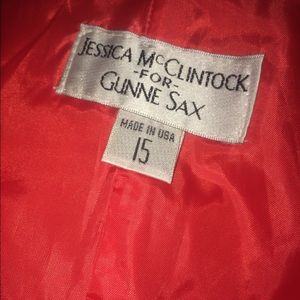 JESSICA MCCLINTOCK
-FOR-
GUNNE SAX
MADE IN USA
15